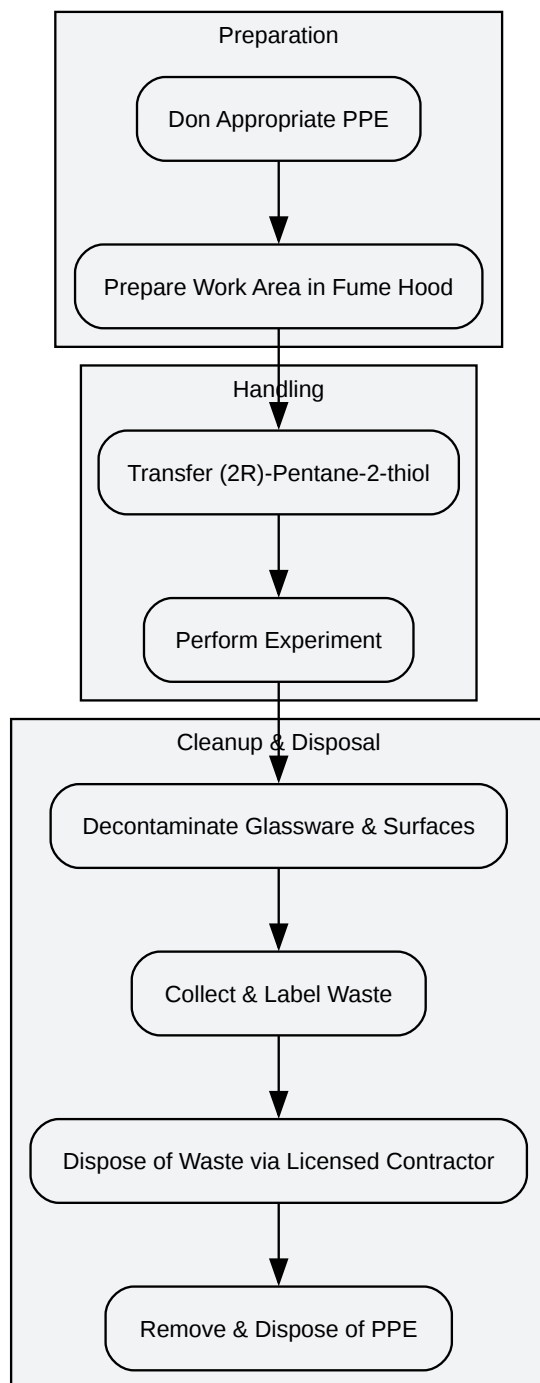 Preparation
Don Appropriate PPE
Prepare Work Area in Fume Hood
Handling
Transfer (2R)-Pentane-2-thiol
Perform Experiment
Cleanup & Disposal
Decontaminate Glassware & Surfaces
Collect & Label Waste
Dispose of Waste via Licensed Contractor
Remove & Dispose of PPE